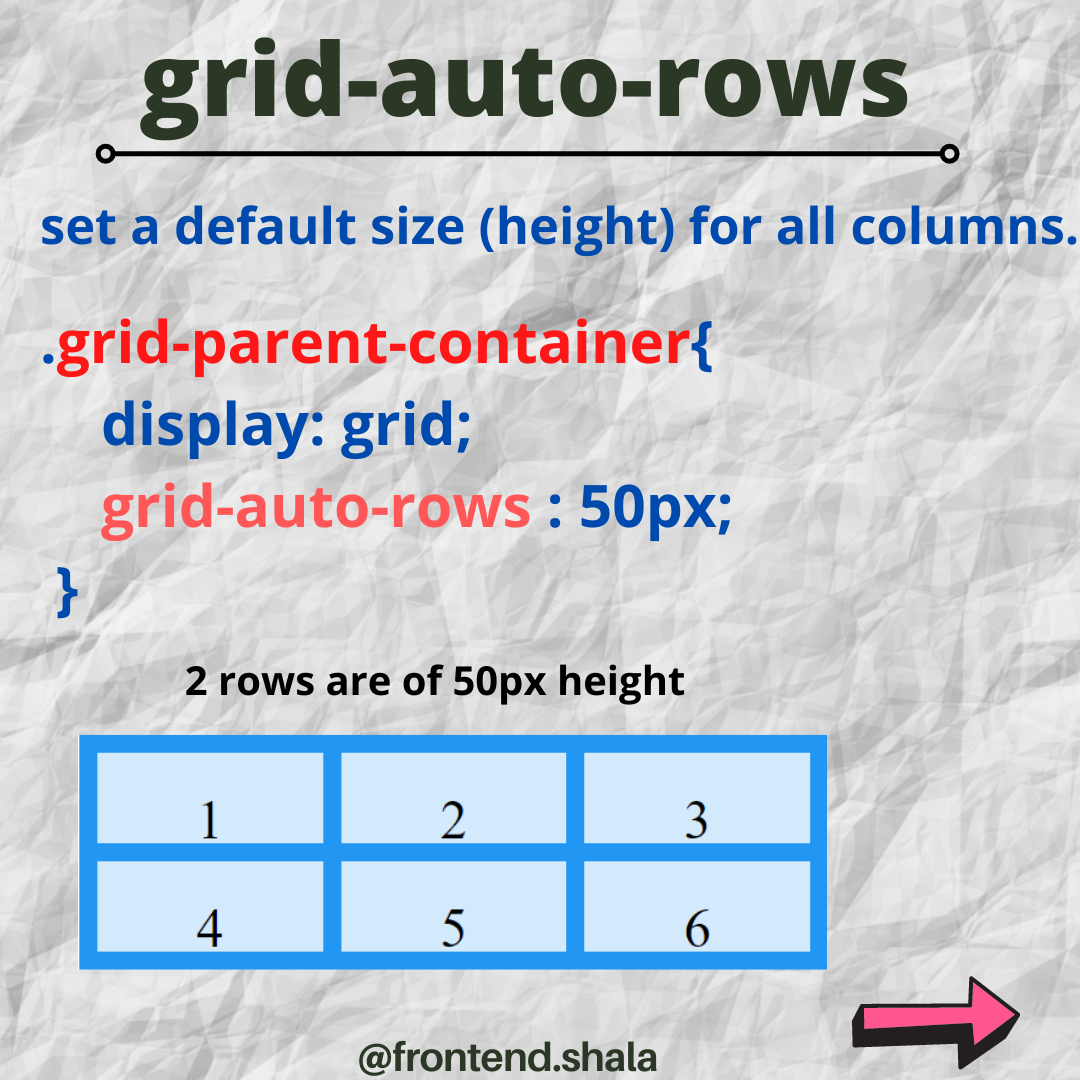 grid-auto-rows
set a default size (height) for all columns.
.grid-parent-container{
display: grid;
grid-auto-rows : 50px;
}
2 rows are of 50px height
1 2 3
4 5 6
@frontend.shala